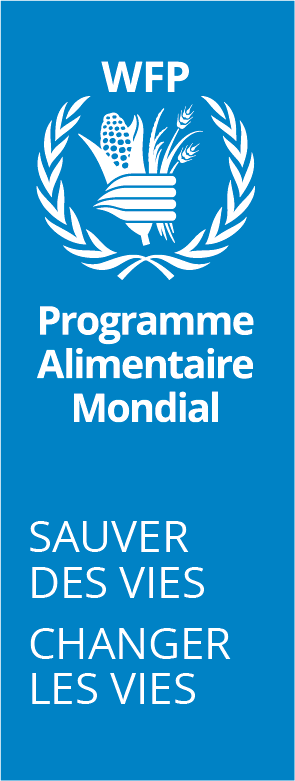 WFP
Programme
Alimentaire
Mondial
SAUVER
DES VIES
CHANGER
LES VIES